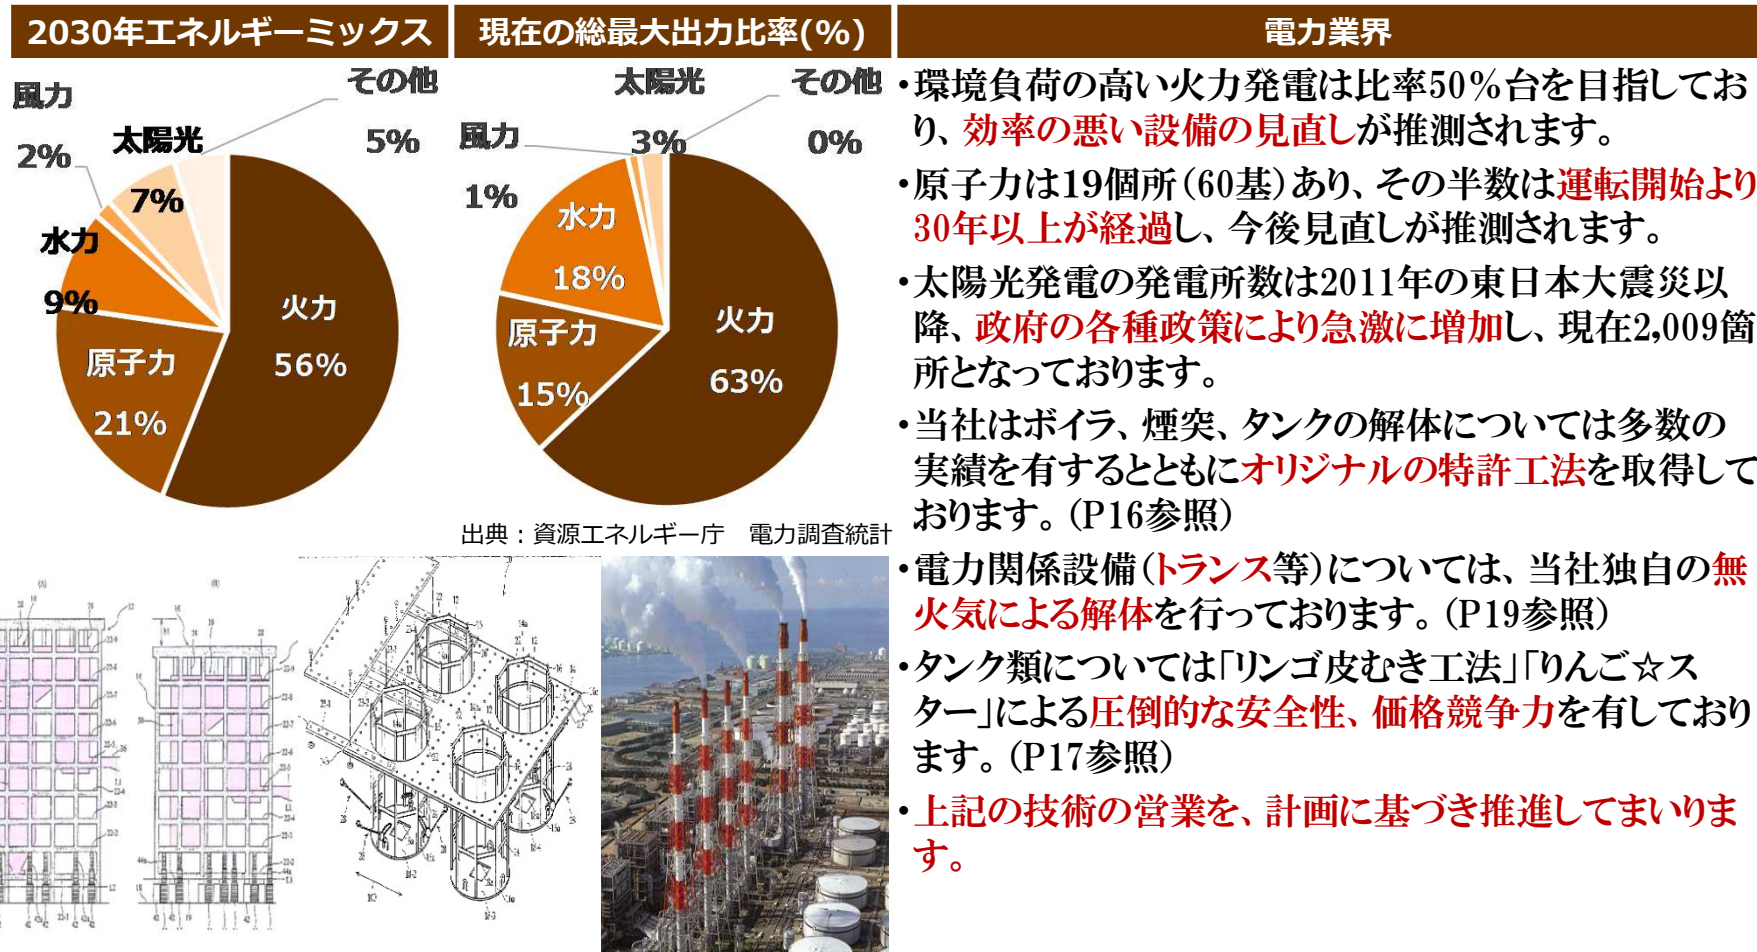 2030年エネルギーミックス
風力
2%
太陽光
7%
その他
5%
水力
9%
原子力
21%
火力
56%
現在の総最大出力比率(%)
風力
1%
太陽光
3%
その他
0%
水力
18%
原子力
15%
火力
63%
出典：資源エネルギー庁　電力調査統計
電力業界
・環境負荷の高い火力発電は比率50％台を目指してお
り、効率の悪い設備の見直しが推測されます。
・原子力は19個所（60基）あり、その半数は運転開始より
30年以上が経過し、今後見直しが推測されます。
・太陽光発電の発電所数は2011年の東日本大震災以
降、政府の各種政策により急激に増加し、現在2,009箇
所となっております。
・当社はボイラ、煙突、タンクの解体については多数の
実績を有するとともにオリジナルの特許工法を取得して
おります。（P16参照）
・電力関係設備（トランス等）については、当社独自の無
火気による解体を行っております。（P19参照）
・タンク類については「リンゴ皮むき工法」「りんご☆ス
ター」による圧倒的な安全性、価格競争力を有しており
ます。（P17参照）
・上記の技術の営業を、計画に基づき推進してまいりま
す。